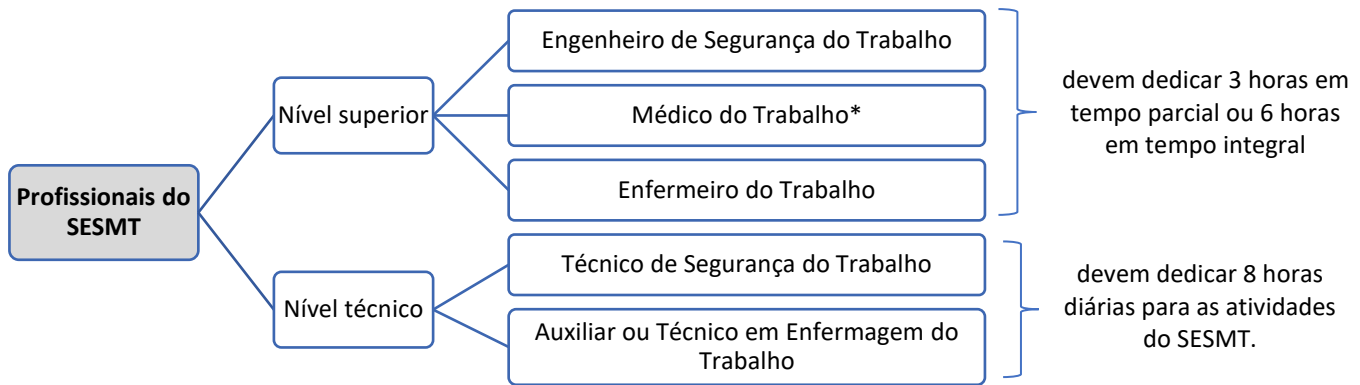 Profissionais do
SESMT
Nível superior
Engenheiro de Segurança do Trabalho
Médico do Trabalho*
Enfermeiro do Trabalho
devem dedicar 3 horas em
tempo parcial ou 6 horas
em tempo integral
Nível técnico
Técnico de Segurança do Trabalho
Auxiliar ou Técnico em Enfermagem do
Trabalho
devem dedicar 8 horas
diárias para as atividades
do SESMT.